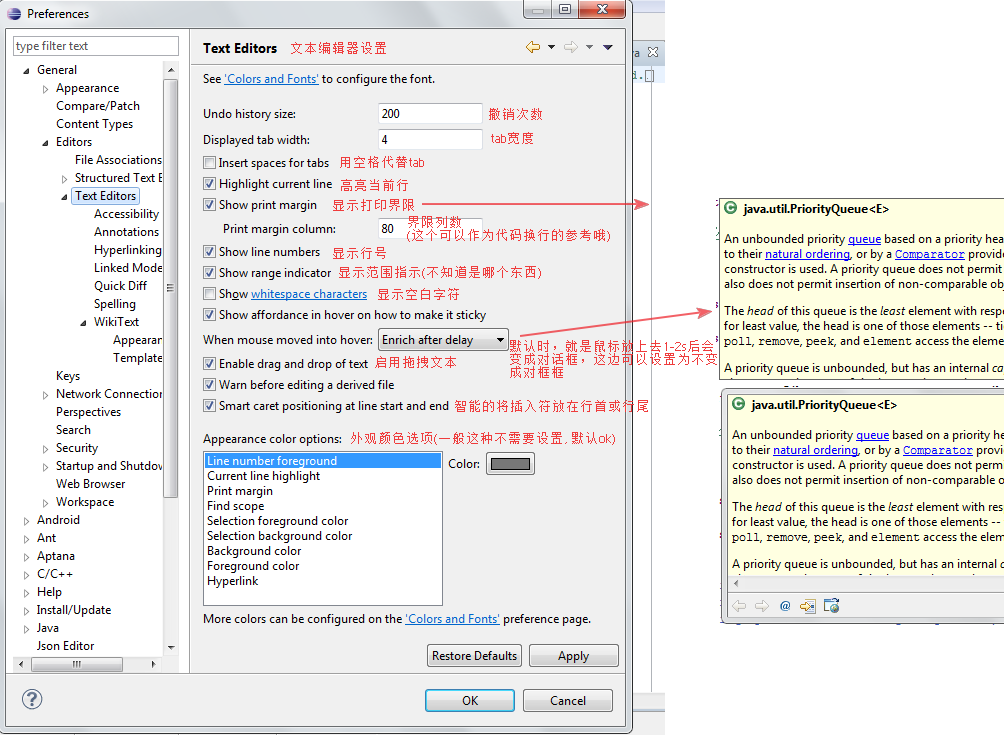 Preferences
type filter text
General
Appearance
Compare/Patch
Content Types
Editors
File Associations
Structured Text E
Text Editors
Accessibility
Annotations
Hyperlinking
Linked Mode
Quick Diff
Spelling
WikiText
Appearan
Template
Keys
Network Connection
Perspectives
Search
Security
Startup and Shutdow
Web Browser
Workspace
Android
Ant
Aptana
C/C++
Help
Install/Update
Java
Json Editor
Text Editors 文本编辑器设置
See 'Colors and Fonts' to configure the font.
Undo history size: 200 撤销次数
Displayed tab width: 4 tab宽度
Insert spaces for tabs 用空格代替tab
Highlight current line 高亮当前行
Show print margin 显示打印界限
Print margin column: 80 界限列数
(这个可以作为代码换行的参考哦)
Show line numbers 显示行号
Show range indicator 显示范围指示(不知道是哪个东西)
Show whitespace characters 显示空白字符
Show affordance in hover on how to make it sticky
When mouse moved into hover: Enrich after delay
默认时，就是鼠标放上去1-2s后会
变成对话框，这边可以设置为不变
成对框框
Enable drag and drop of text 启用拖拽文本
Warn before editing a derived file
Smart caret positioning at line start and end 智能的将插入符放在行首或行尾
Appearance color options: 外观颜色选项(一般这种不需要设置,默认ok)
Line number foreground
Current line highlight
Print margin
Find scope
Selection foreground color
Selection background color
Background color
Foreground color
Hyperlink
Color:
More colors can be configured on the 'Colors and Fonts' preference page.
Restore Defaults
Apply
OK
Cancel
java.util.PriorityQueue<E>
An unbounded priority queue based on a priority hea
to their natural ordering, or by a Comparator provide
constructor is used. A priority queue does not permit
also does not permit insertion of non-comparable ob
The head of this queue is the least element with respe
for least value, the head is one of those elements -- tie
poll, remove, peek, and element access the elem
A priority queue is unbounded, but has an internal ca
java.util.PriorityQueue<E>
An unbounded priority queue based on a priority he
to their natural ordering, or by a Comparator provi
constructor is used. A priority queue does not perm
also does not permit insertion of non-comparable o
The head of this queue is the least element with res
for least value, the head is one of those elements --
poll, remove, peek, and element access the elem
A priority queue is unbounded, but has an internal c